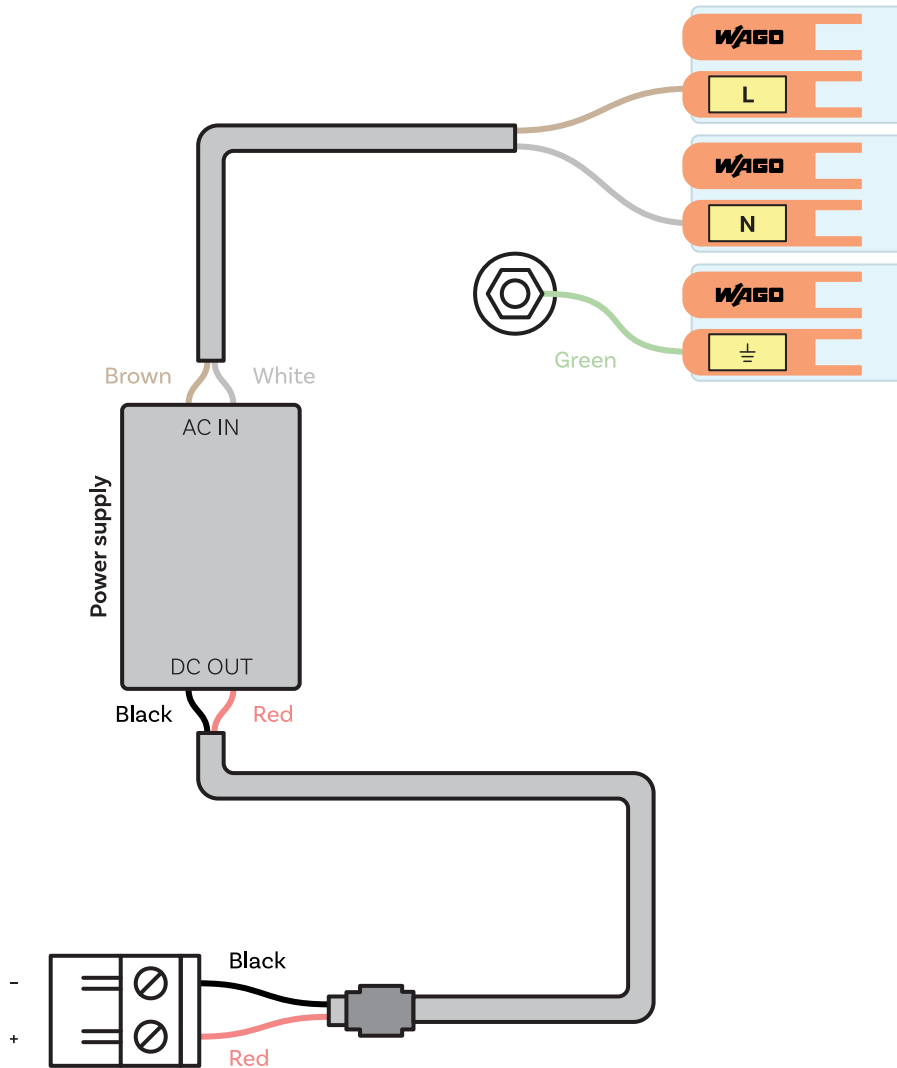 WAGO
L
WAGO
N
WAGO
Green
Brown
White
AC IN
Power supply
DC OUT
Black
Red
Black
-
+
Red